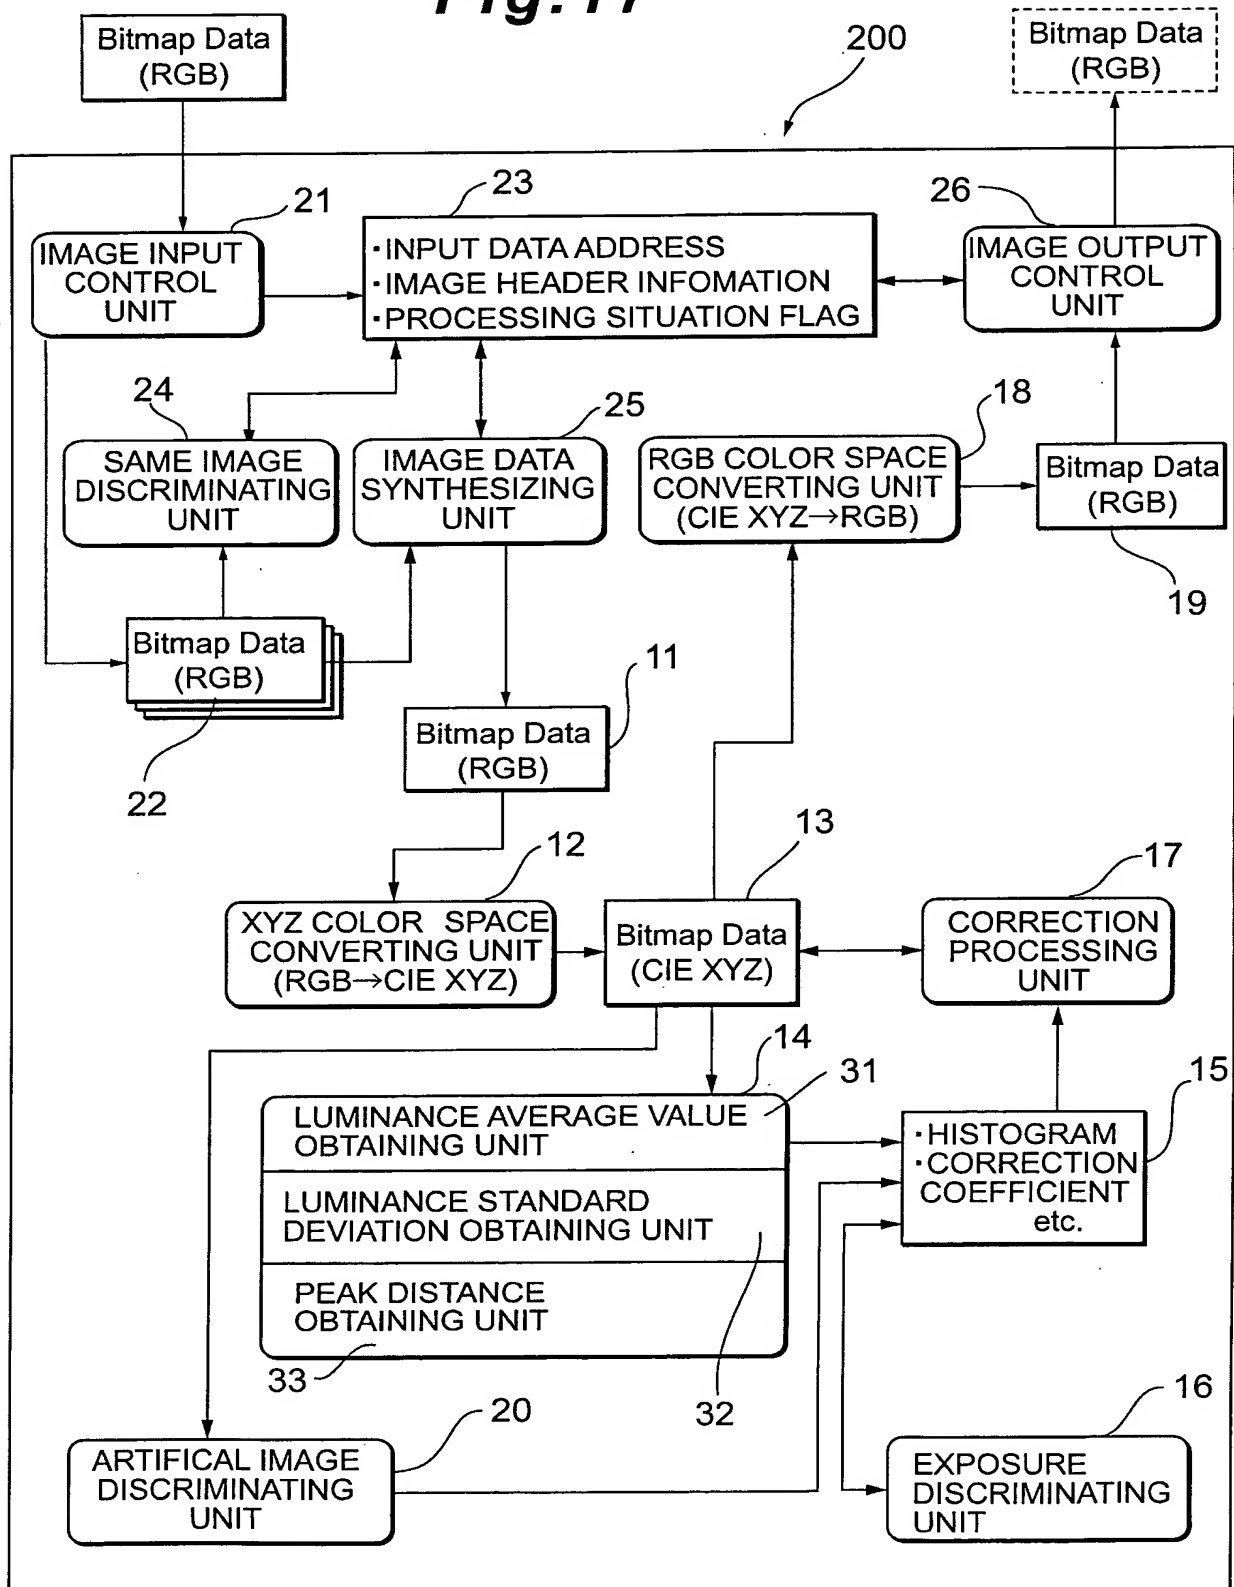 Fig. 17
Bitmap Data
(RGB)
200
Bitmap Data
(RGB)
21
23
26
IMAGE INPUT
CONTROL
UNIT
·INPUT DATA ADDRESS
·IMAGE HEADER INFOMATION
·PROCESSING SITUATION FLAG
IMAGE OUTPUT
CONTROL
UNIT
24
25
18
SAME IMAGE
DISCRIMINATING
UNIT
IMAGE DATA
SYNTHESIZING
UNIT
RGB COLOR SPACE
CONVERTING UNIT
(CIE XYZ→RGB)
Bitmap Data
(RGB)
19
Bitmap Data
(RGB)
22
11
Bitmap Data
(RGB)
12
13
17
XYZ COLOR SPACE
CONVERTING UNIT
(RGB→CIE XYZ)
Bitmap Data
(CIE XYZ)
CORRECTION
PROCESSING
UNIT
14
31
15
LUMINANCE AVERAGE VALUE
OBTAINING UNIT
·HISTOGRAM
·CORRECTION
COEFFICIENT
etc.
LUMINANCE STANDARD
DEVIATION OBTAINING UNIT
PEAK DISTANCE
OBTAINING UNIT
33
32
20
16
ARTIFICAL IMAGE
DISCRIMINATING
UNIT
EXPOSURE
DISCRIMINATING
UNIT